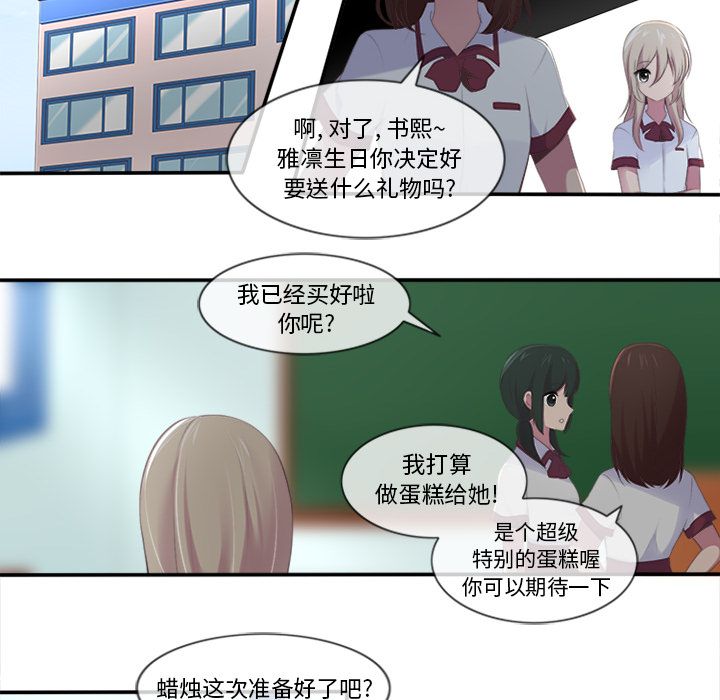 啊, 对了, 书熙~
雅凛生日你决定好
要送什么礼物吗?
我已经买好啦
你呢?
我打算
做蛋糕给她!
是个超级
特别的蛋糕喔
你可以期待一下
蜡烛这次准备好了吧?